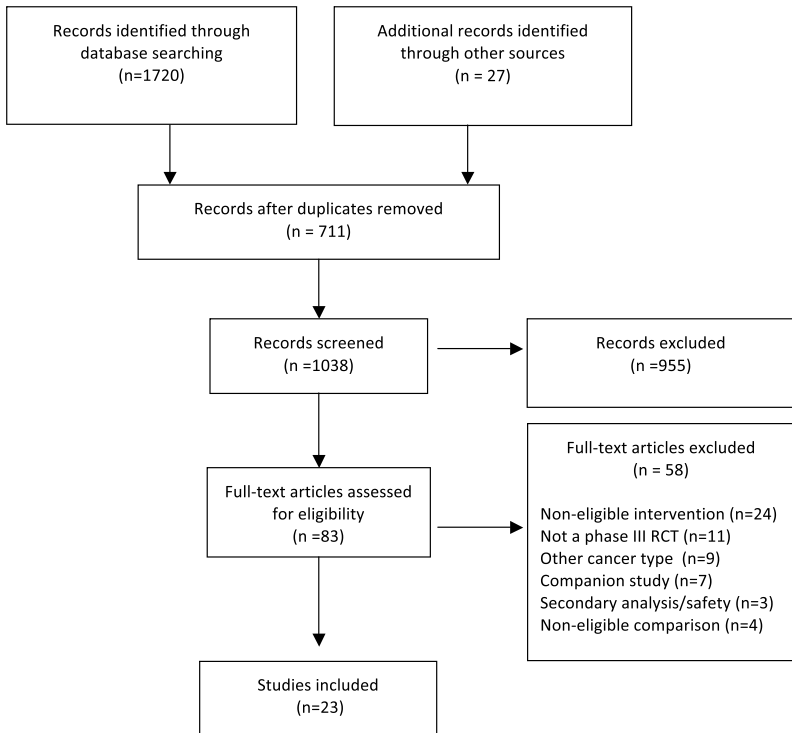 Records identified through
database searching
(n=1720)
Additional records identified
through other sources
(n = 27)
Records after duplicates removed
(n = 711)
Records screened
(n =1038)
Records excluded
(n =955)
Full-text articles assessed
for eligibility
(n =83)
Full-text articles excluded
(n = 58)
Non-eligible intervention (n=24)
Not a phase III RCT (n=11)
Other cancer type (n=9)
Companion study (n=7)
Secondary analysis/safety (n=3)
Non-eligible comparison (n=4)
Studies included
(n=23)